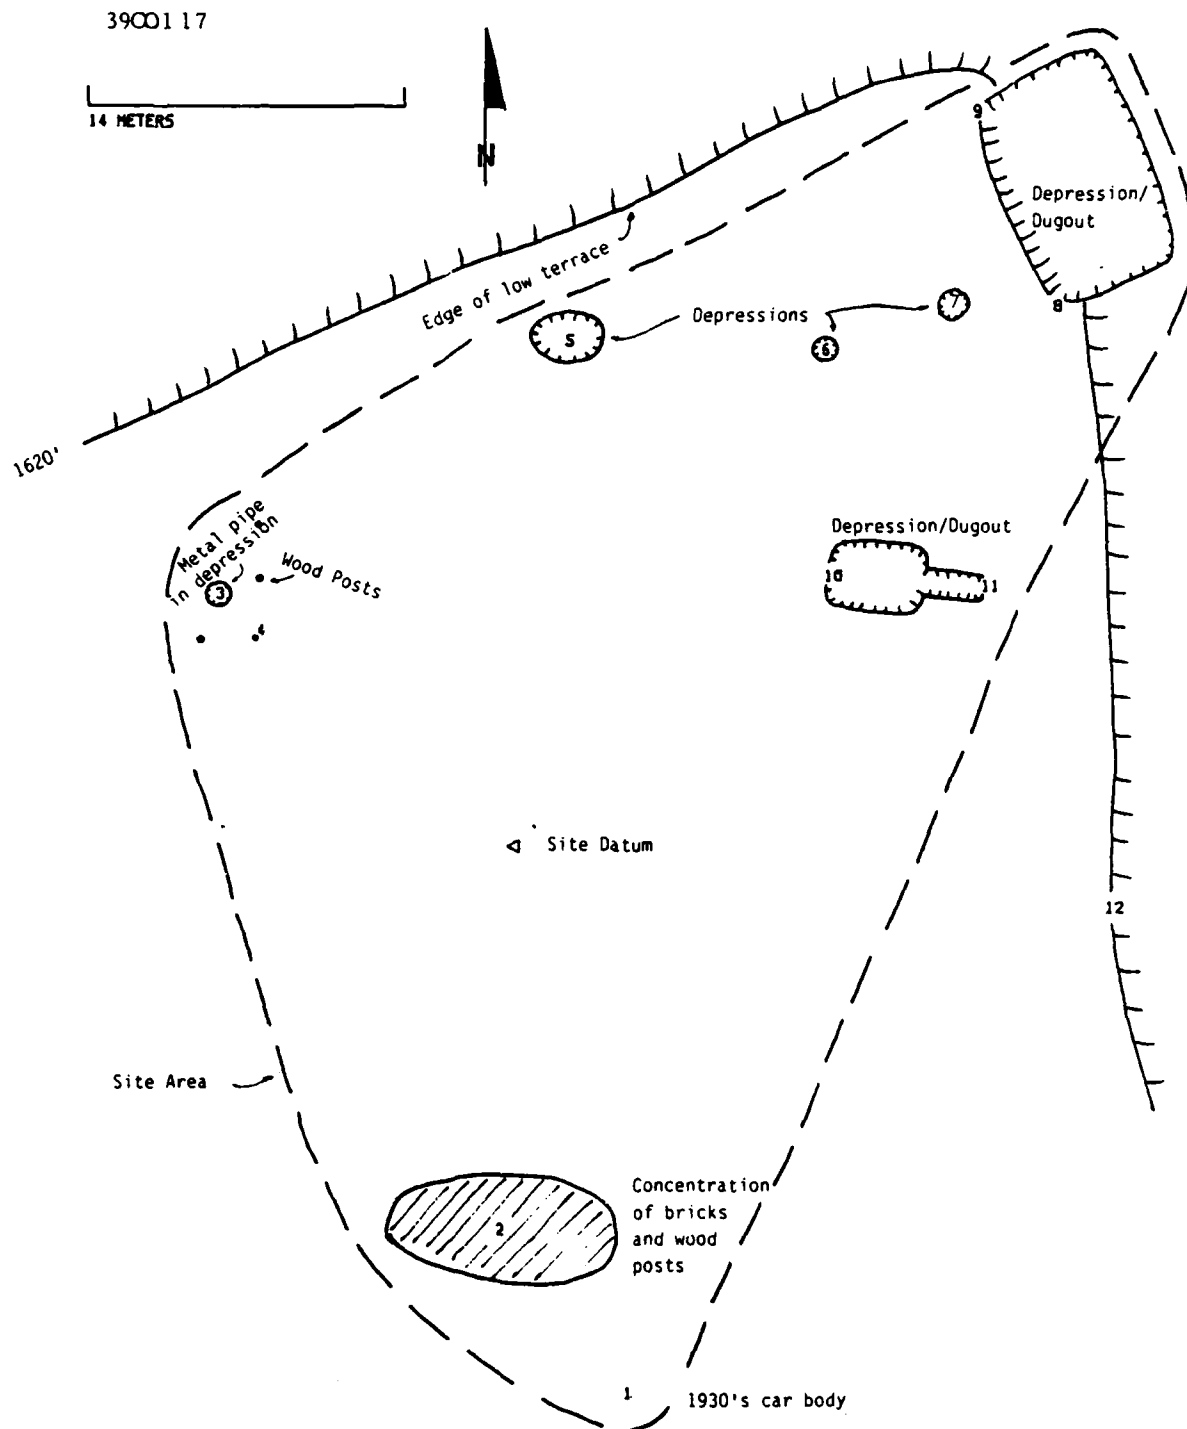 3900117
14 METERS
N
9
Depression/
Dugout
8
Edge of low terrace
Depressions
7
S
6
1620'
Metal pipe
in depression
3
Wood Posts
4
Depression/Dugout
10
11
Site Datum
12
Site Area
2
Concentration
of bricks
and wood
posts
1
1930's car body